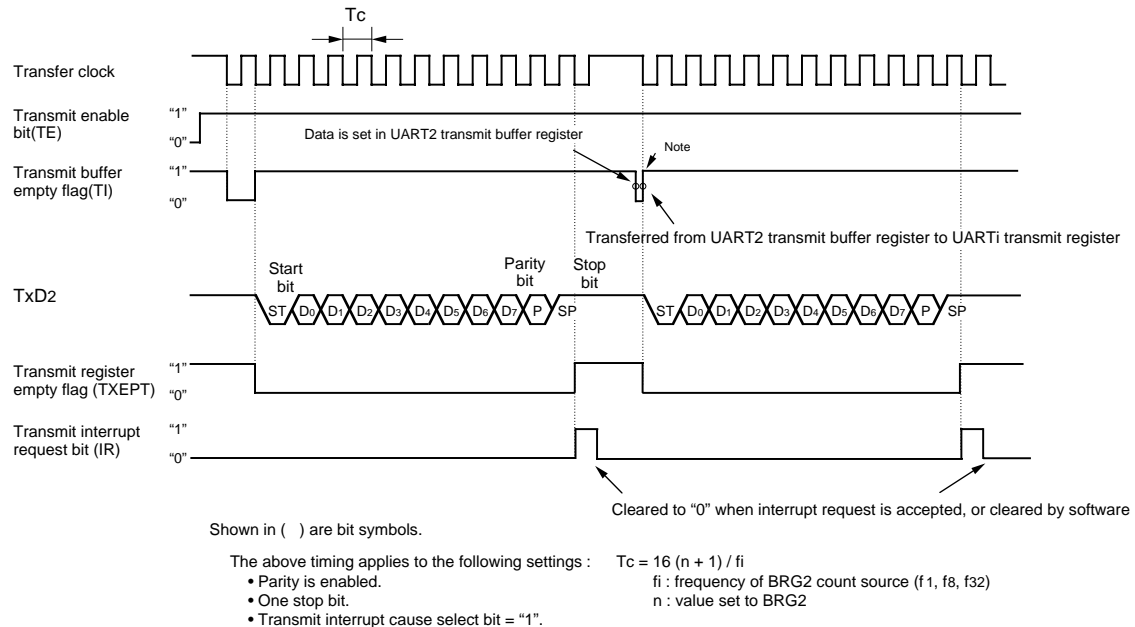 Tc
Transfer clock
Transmit enable
bit(TE)
“1”
“0”
Data is set in UART2 transmit buffer register
Note
Transmit buffer
empty flag(TI)
“1”
“0”
Transferred from UART2 transmit buffer register to UARTi transmit register
Start
bit
Parity
bit
Stop
bit
TxD2
ST D0 D1 D2 D3 D4 D5 D6 D7 P SP
ST D0 D1 D2 D3 D4 D5 D6 D7 P SP
Transmit register
empty flag (TXEPT)
“1”
“0”
Transmit interrupt
request bit (IR)
“1”
“0”
Cleared to “0” when interrupt request is accepted, or cleared by software
Shown in ( ) are bit symbols.
The above timing applies to the following settings :
• Parity is enabled.
• One stop bit.
• Transmit interrupt cause select bit = “1”.
Tc = 16 (n + 1) / fi
fi : frequency of BRG2 count source (f1, f8, f32)
n : value set to BRG2